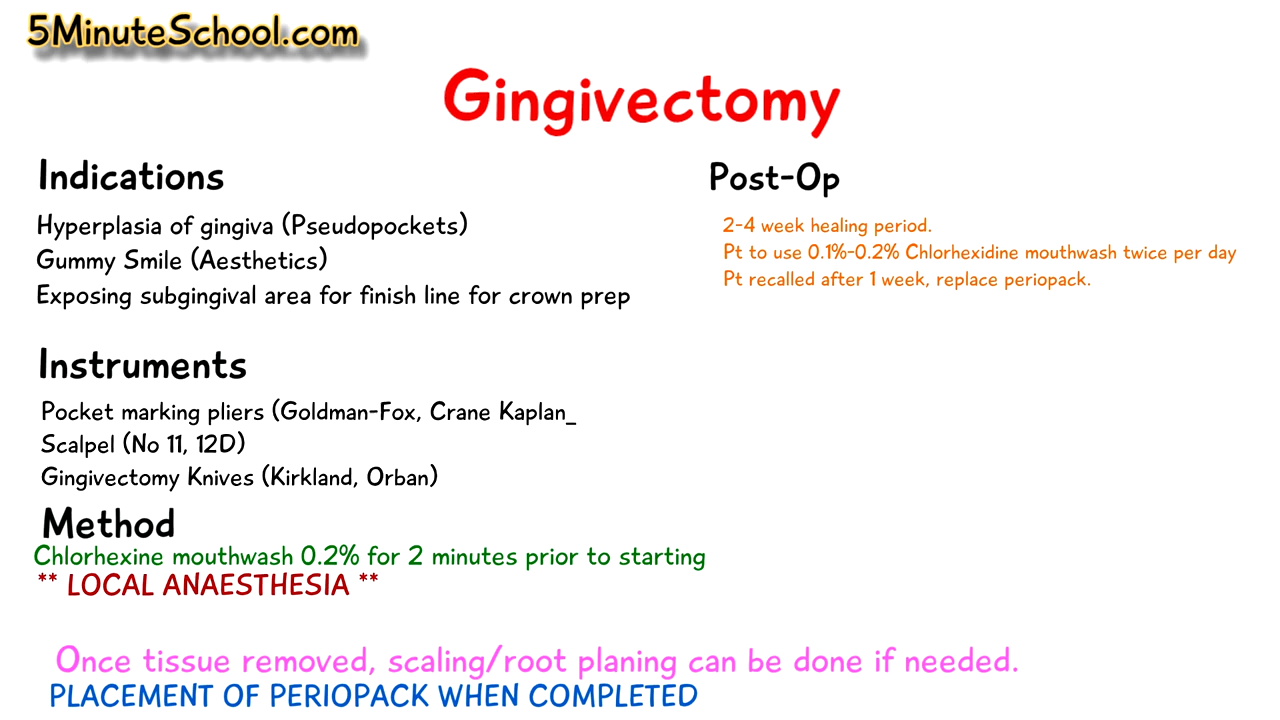 5MinuteSchool.com
Gingivectomy
Indications
Hyperplasia of gingiva (Pseudopockets)
Gummy Smile (Aesthetics)
Exposing subgingival area for finish line for crown prep
Instruments
Pocket marking pliers (Goldman-Fox, Crane Kaplan_
Scalpel (No 11, 12D)
Gingivectomy Knives (Kirkland, Orban)
Method
Chlorhexine mouthwash 0.2% for 2 minutes prior to starting
** LOCAL ANAESTHESIA **
Once tissue removed, scaling/root planing can be done if needed.
PLACEMENT OF PERIOPACK WHEN COMPLETED
Post-Op
2-4 week healing period.
Pt to use 0.1%-0.2% Chlorhexidine mouthwash twice per day
Pt recalled after 1 week, replace periopack.